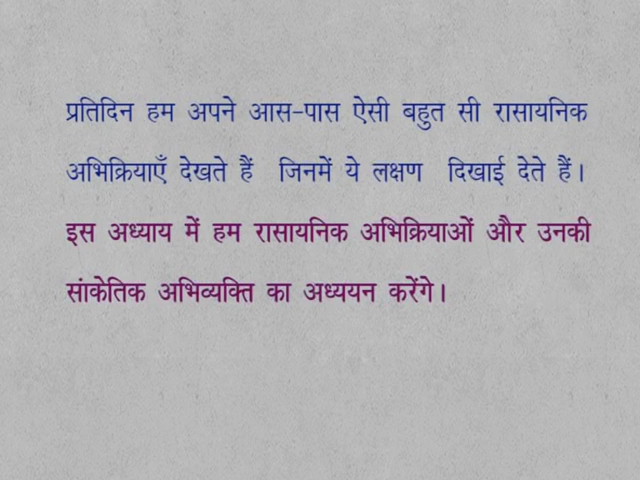 प्रतिदिन हम अपने आस-पास ऐसी बहुत सी रासायनिक
अभिक्रियाएँ देखते हैं जिनमें ये लक्षण दिखाई देते हैं।
इस अध्याय में हम रासायनिक अभिक्रियाओं और उनकी
सांकेतिक अभिव्यक्ति का अध्ययन करेंगे।